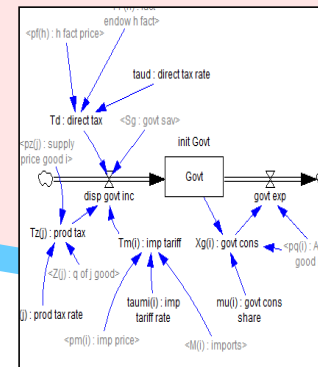 endow h fact>
<pf(h) : h fact price>
taud : direct tax rate
Td : direct tax
<Sg : govt sav>
init Govt
<pz(j) : supply
price good i>
Govt
disp govt inc
govt exp
Tz(j) : prod tax
Tm(i) : imp tariff
Xg(i) : govt cons
<pq(i) : A
good
<Z(j) : q of j good>
(j) : prod tax rate
taumi(i) : imp
tariff rate
mu(i) : govt cons
share
<pm(i) : imp price>
<M(i) : imports>